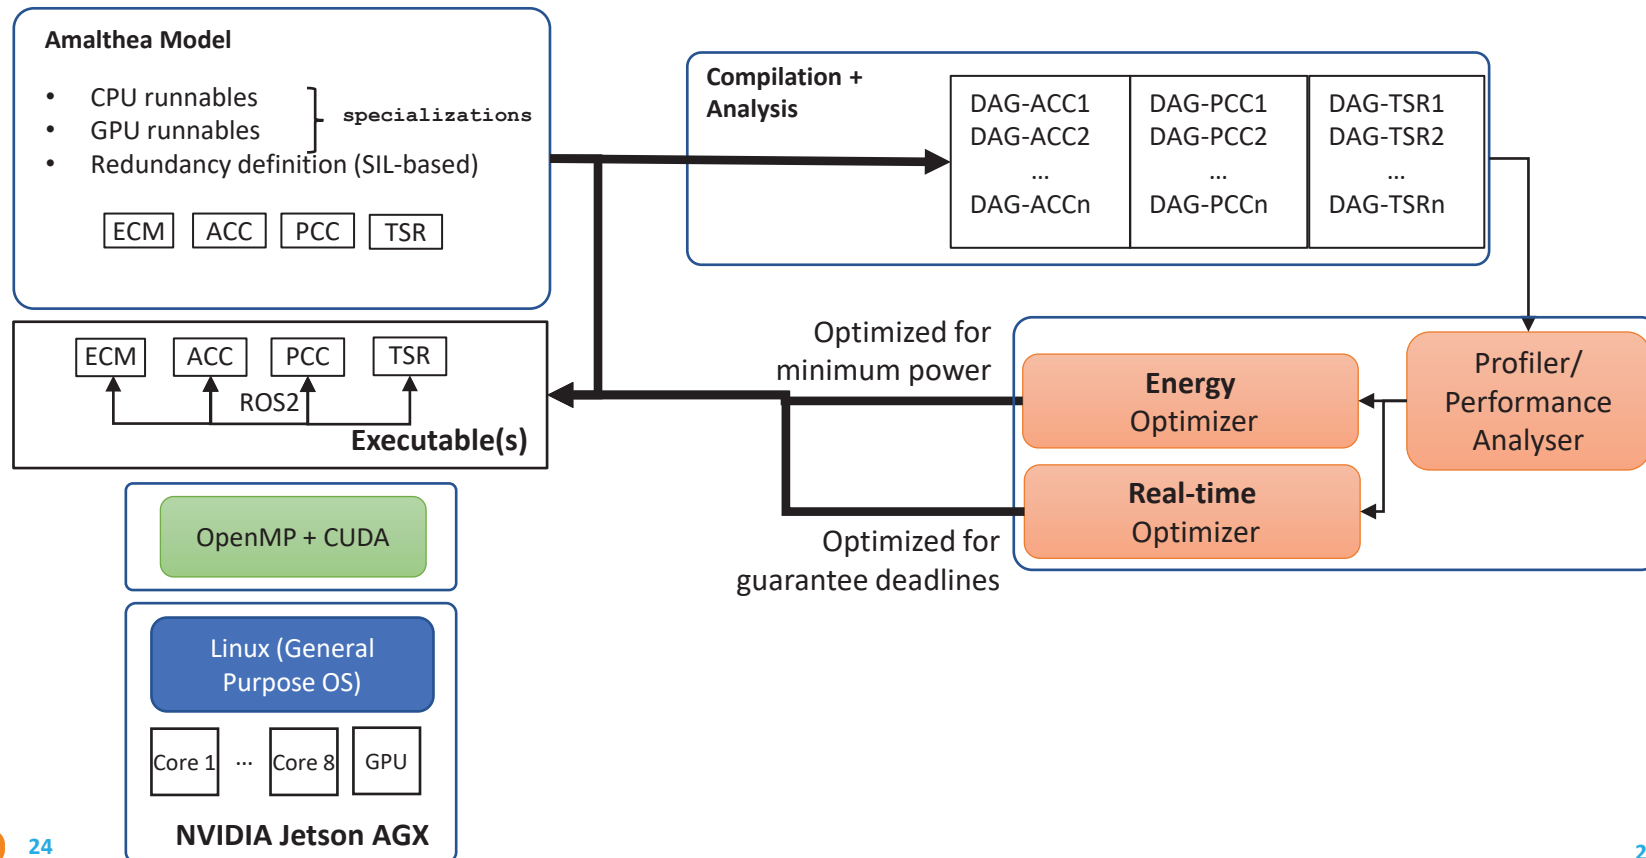 Amalthea Model
• CPU runnables
• GPU runnables
specializations
• Redundancy definition (SIL-based)
ECM ACC PCC TSR
Compilation +
Analysis
DAG-ACC1 DAG-PCC1 DAG-TSR1
DAG-ACC2 DAG-PCC2 DAG-TSR2
... ... ...
DAG-ACCn DAG-PCCn DAG-TSRn
ECM ACC PCC TSR
ROS2
Executable(s)
Optimized for
minimum power
Energy
Optimizer
Profiler/
Performance
Analyser
Real-time
Optimizer
Optimized for
guarantee deadlines
OpenMP + CUDA
Linux (General
Purpose OS)
Core 1 ... Core 8 GPU
NVIDIA Jetson AGX
24
2